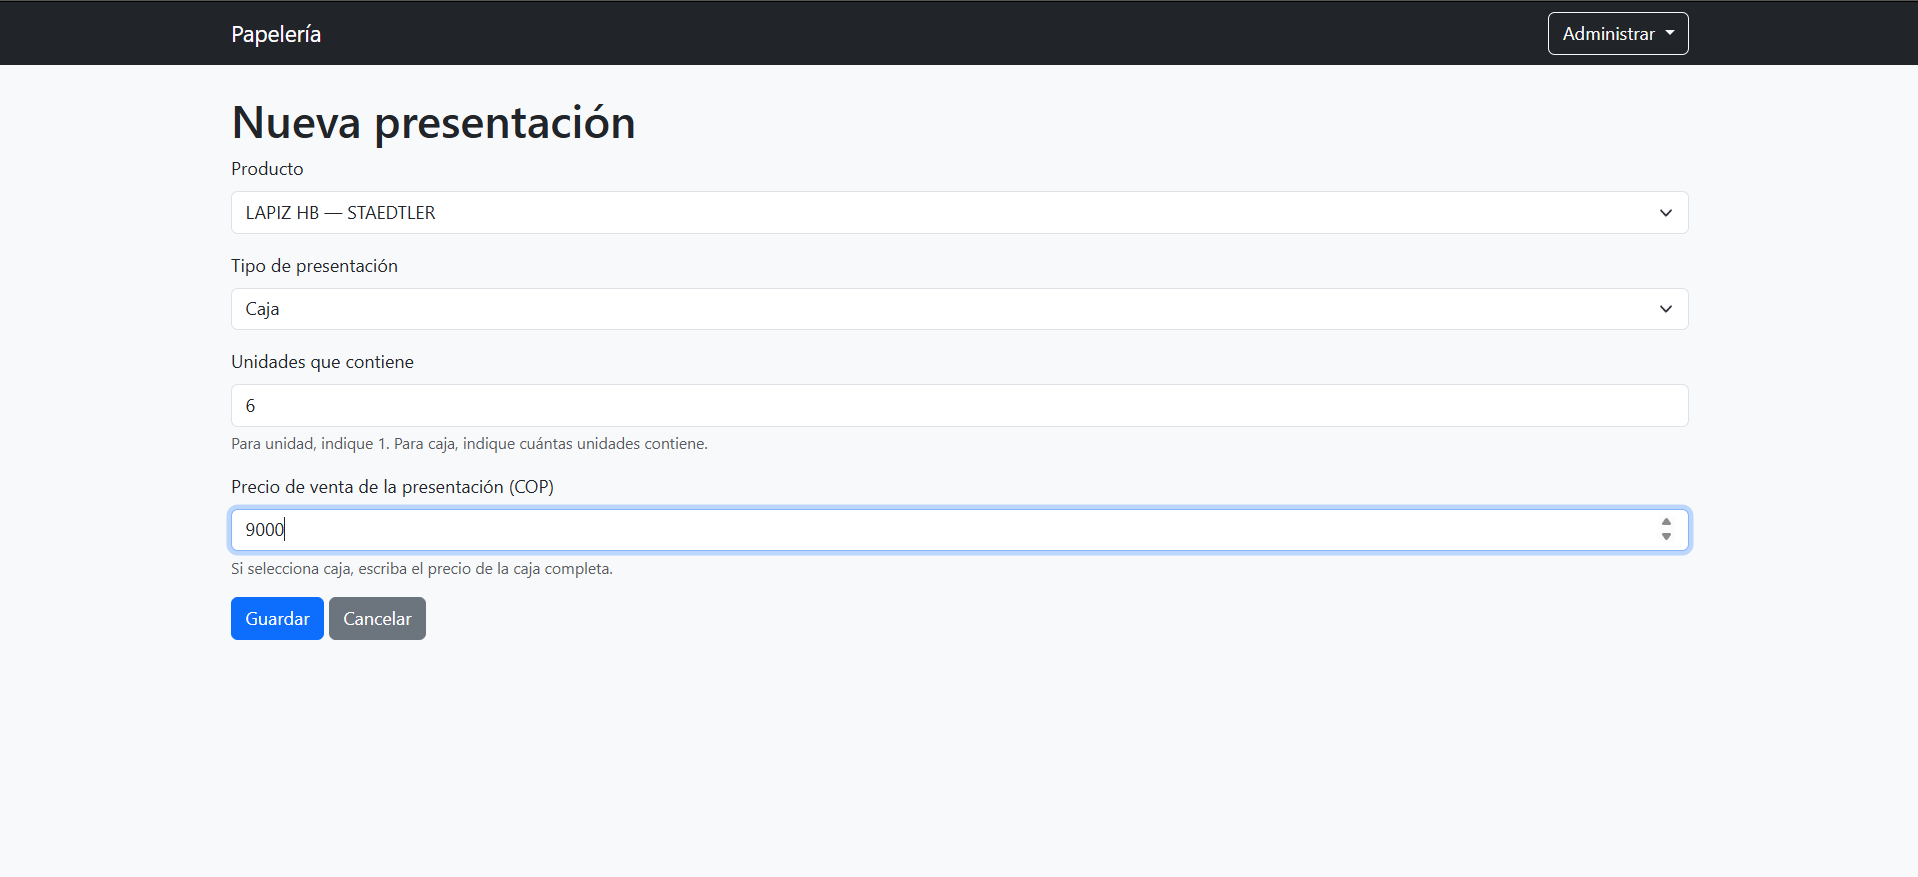 Papelería
Administrar
Nueva presentación
Producto
LAPIZ HB — STAEDTLER
Tipo de presentación
Caja
Unidades que contiene
6
Para unidad, indique 1. Para caja, indique cuántas unidades contiene.
Precio de venta de la presentación (COP)
9000
Si selecciona caja, escriba el precio de la caja completa.
Guardar Cancelar